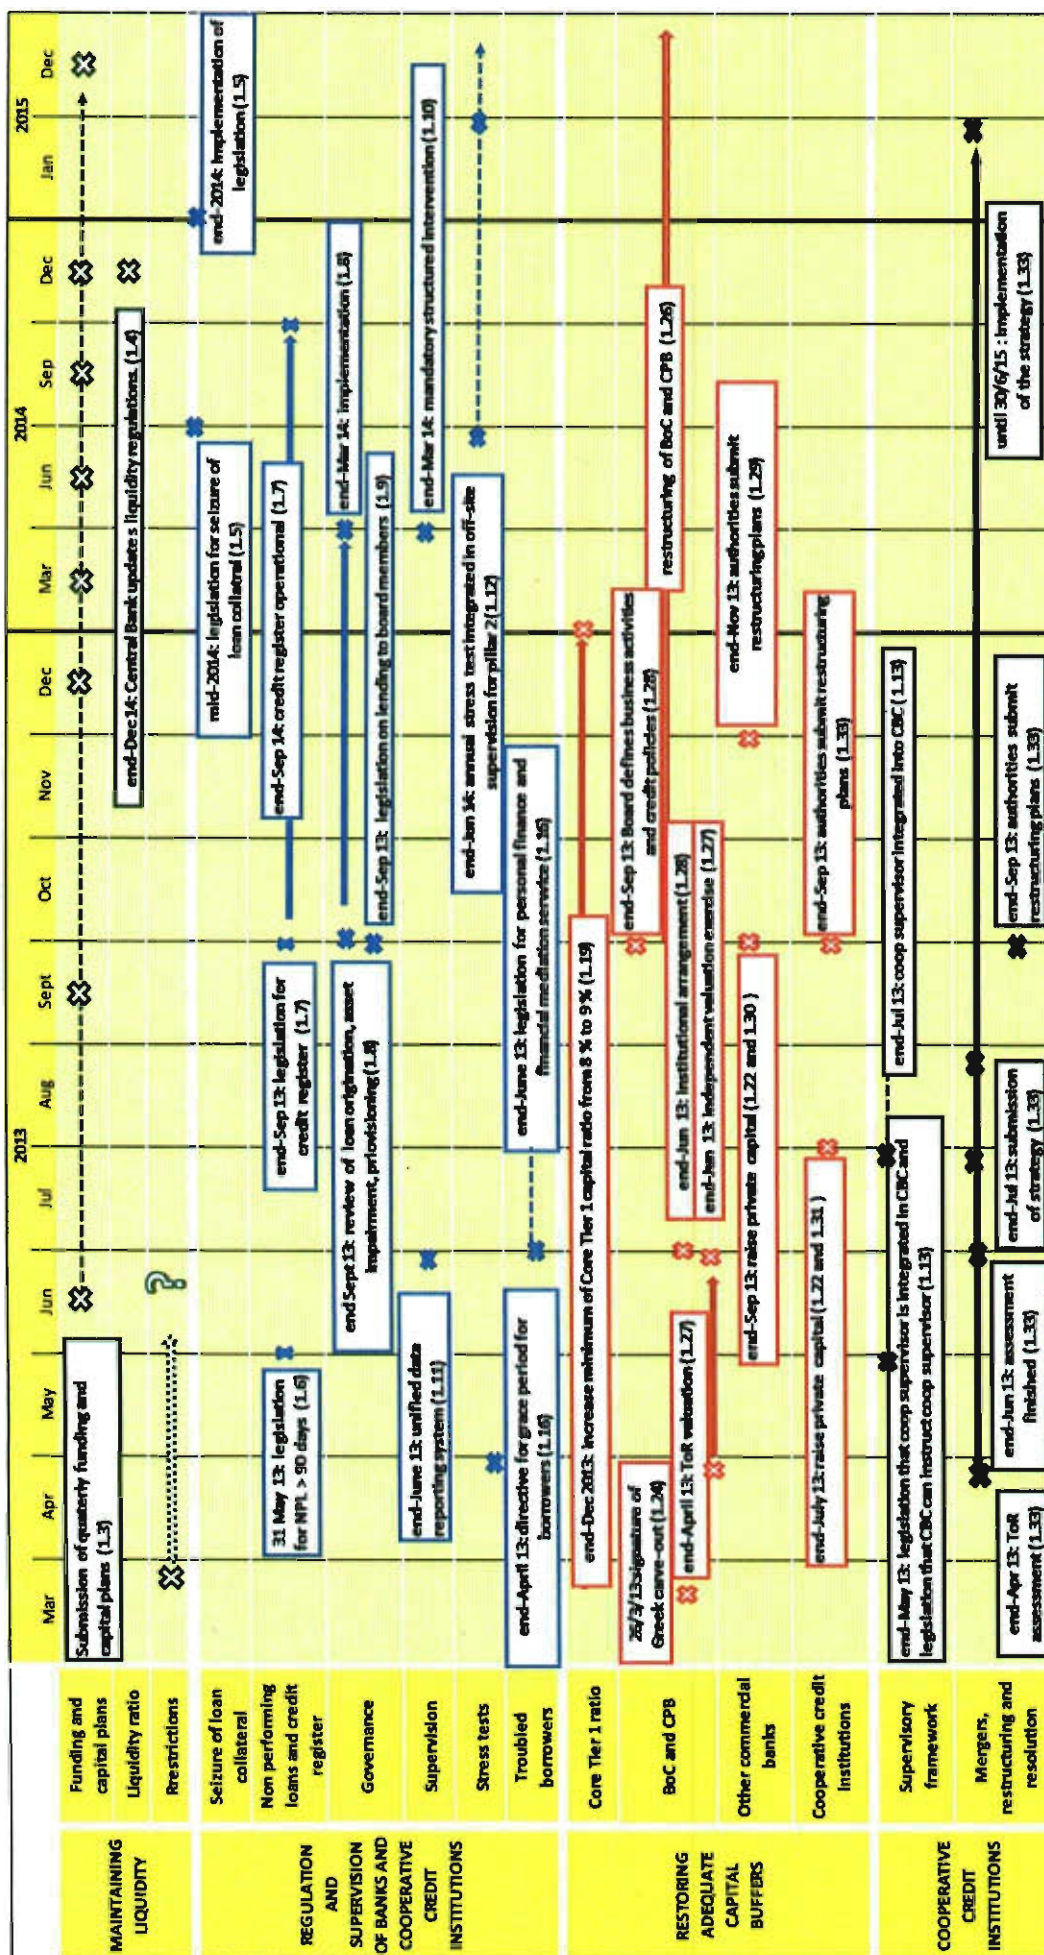 2013
2014
2015
Mar
Apr
May
Jun
Jul
Aug
Sept
Oct
Nov
Dec
Mar
Jun
Sep
Dec
Jan
Dec
MAINTAINING
LIQUIDITY
Funding and
capital plans
Submission of quaterly funding and
capital plans (1.3)
Liquidity ratio
end-Dec 14: Central Bank updates liquidity regulations. (1.4)
Rrestrictions
?
REGULATION
AND
SUPERVISION
OF BANKS AND
COOPERATIVE
CREDIT
INSTITUTIONS
Seizure of loan
collateral
mid-2014: legislation for seizure of
loan collatral (1.5)
end-2014: Implementation of
legislation (1.5)
Non performing
loans and credit
register
31 May 13: legislation
for NPL > 90 days (1.6)
end-Sep 13: legislation for
credit register (1.7)
end-Sep 14: credit register operational (1.7)
Governance
end Sept 13: review of loan origination, asset
impairment, priovisioning (1.8)
end-Mar 14: implementation (1.8)
end-Sep 13: legislation on lending to board members (1.9)
Supervision
end-June 13: unified data
reporting system (1.11)
end-Mar 14: mandatory structured intervention (1.10)
Stress tests
end-Jun 14: annual stress test integrated in off-site
supervision for pillar 2 (1.12)
Troubled
borrowers
end-April 13: directive for grace period for
borrowers (1.16)
end-June 13: legislation for personal finance and
financial mediation service (1.16)
RESTORING
ADEQUATE
CAPITAL
BUFFERS
Core Tier 1 ratio
end-Dec 2013: increase minimum of Core Tier 1 capital ratio from 8 % to 9 % (1.19)
BoC and CPB
26/3/13 signature of
Greek carve-out (1.24)
end-Sep 13: Board defines business activities
and credit policies (1.28)
restructuring of BoC and CPB (1.26)
end-April 13: ToR valuation (1.27)
end-Jun 13: Institutional arrangement (1.28)
end-Jun 13: independent valuation exercise (1.27)
Other commercial
banks
end-Sep 13: raise private capital (1.22 and 1.30 )
end-Nov 13: authorities submit
restructuring plans (1.29)
Cooperative credit
Institutions
end-July 13: raise private capital (1.22 and 1.31 )
end-Sep 13: authorities submit restructuring
plans (1.33)
COOPERATIVE
CREDIT
INSTITUTIONS
Supervisory
framework
end-May 13: legislation that coop supervisor is integrated in CBC and
legislation that CBC can instruct coop supervisor (1.13)
end-Jul 13: coop supervisor integrated into CBC (1.13)
Mergers,
restructuring and
resolution
end-Apr 13: ToR
assessment (1.33)
end-Jun 13: assessment
finished (1.33)
end-Jul 13: submission
of strategy (1.33)
end-Sep 13: authorities submit
restructuring plans (1.33)
until 30/6/15 : Implementation
of the strategy (1.33)